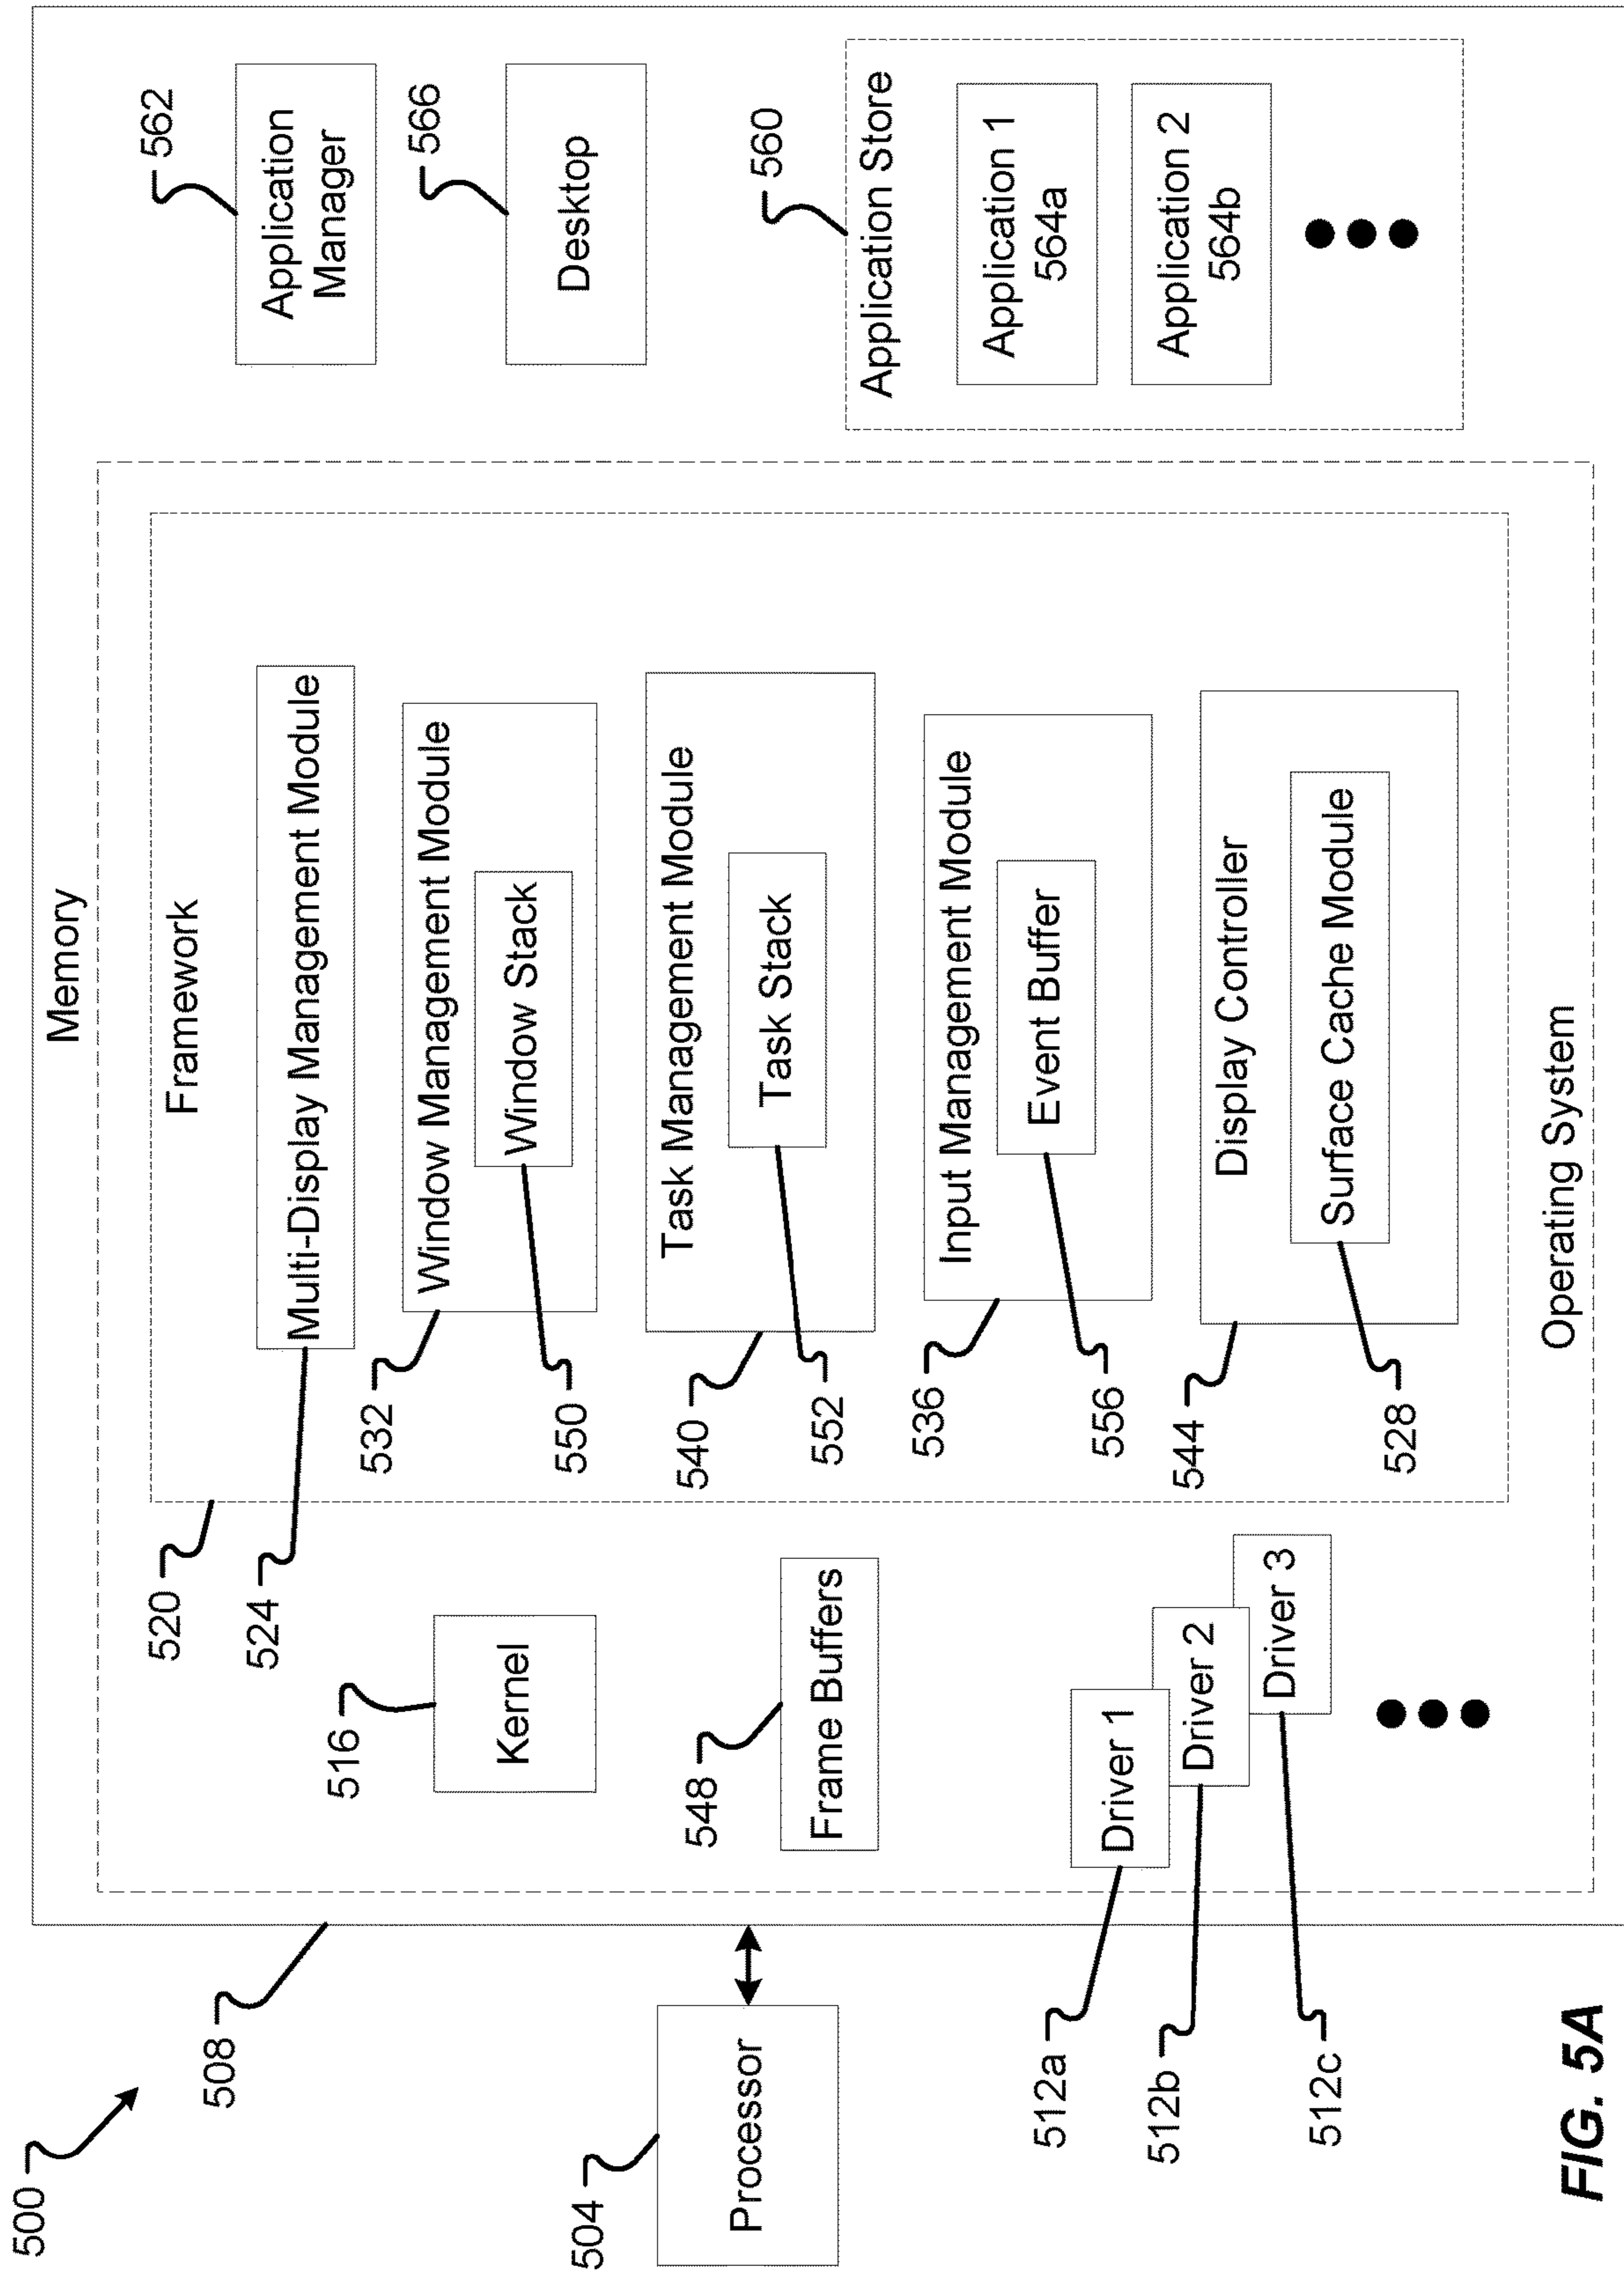 500
508
Memory
504
Processor
520
Framework
524
Multi-Display Management Module
516
Kernel
532
Window Management Module
550
Window Stack
548
Frame Buffers
540
Task Management Module
552
Task Stack
536
Input Management Module
556
Event Buffer
544
Display Controller
528
Surface Cache Module
512a
Driver 1
512b
Driver 2
512c
Driver 3
Operating System
562
Application
Manager
566
Desktop
560
Application Store
Application 1
564a
Application 2
564b
FIG. 5A